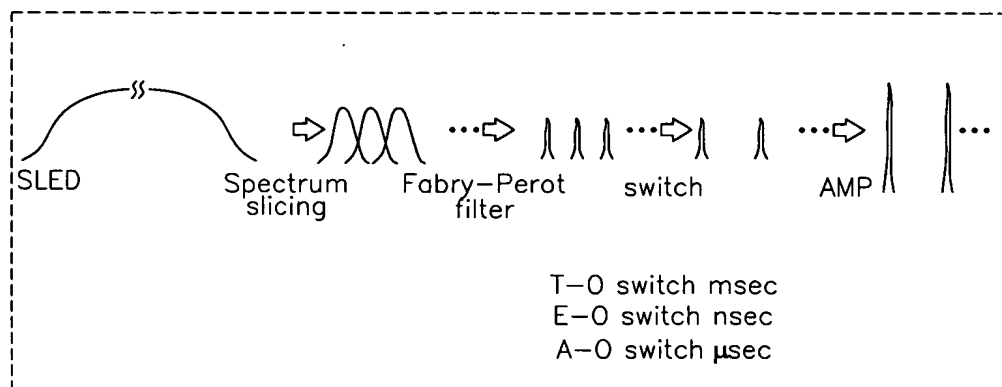 SLED
Spectrum
slicing
Fabry-Perot
filter
switch
AMP
T-O switch msec
E-O switch nsec
A-O switch μsec